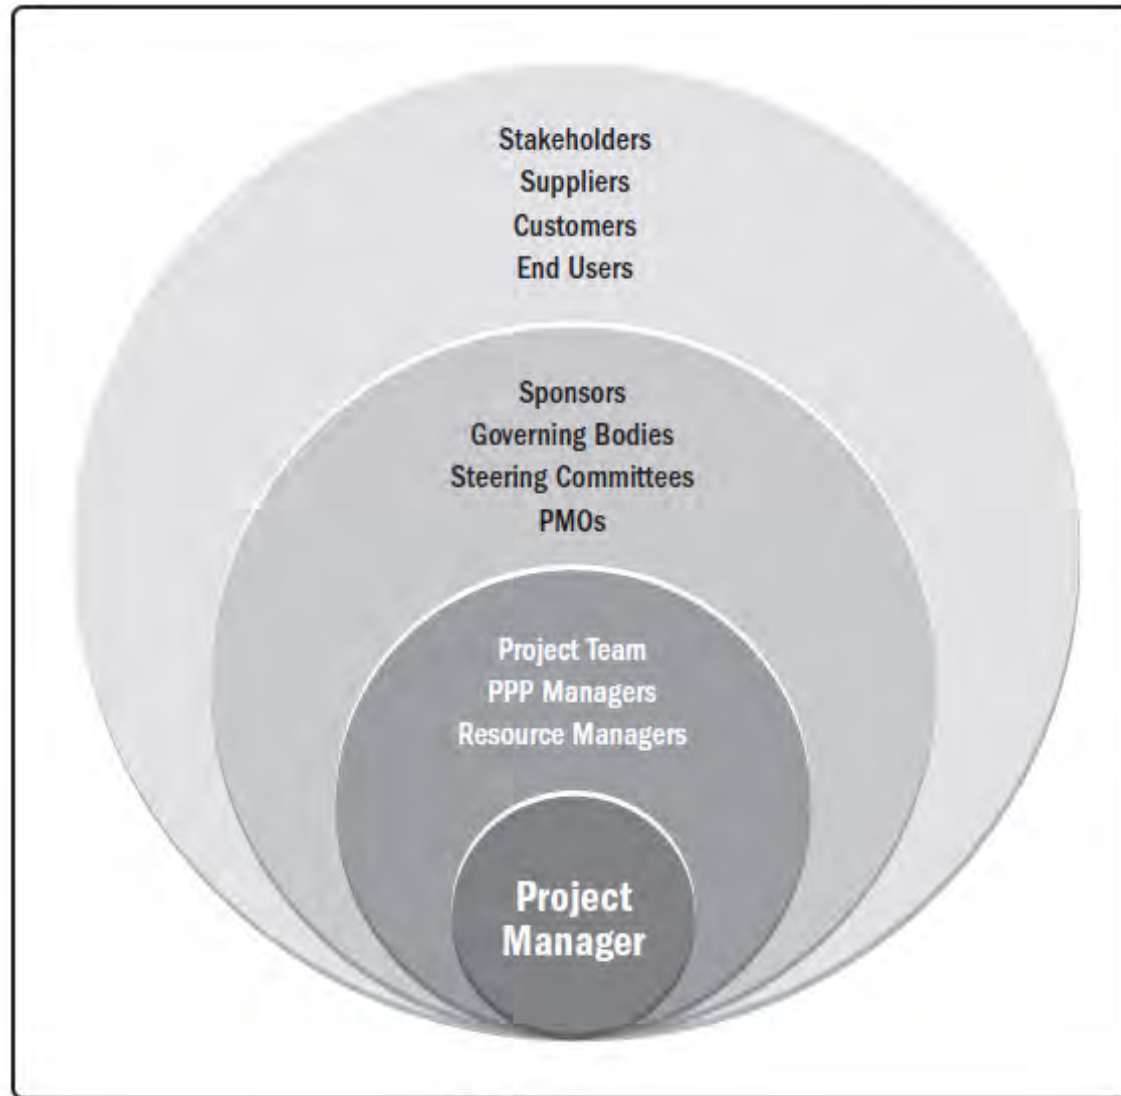 Stakeholders
Suppliers
Customers
End Users
Sponsors
Governing Bodies
Steering Committees
PMOs
Project Team
PPP Managers
Resource Managers
Project
Manager